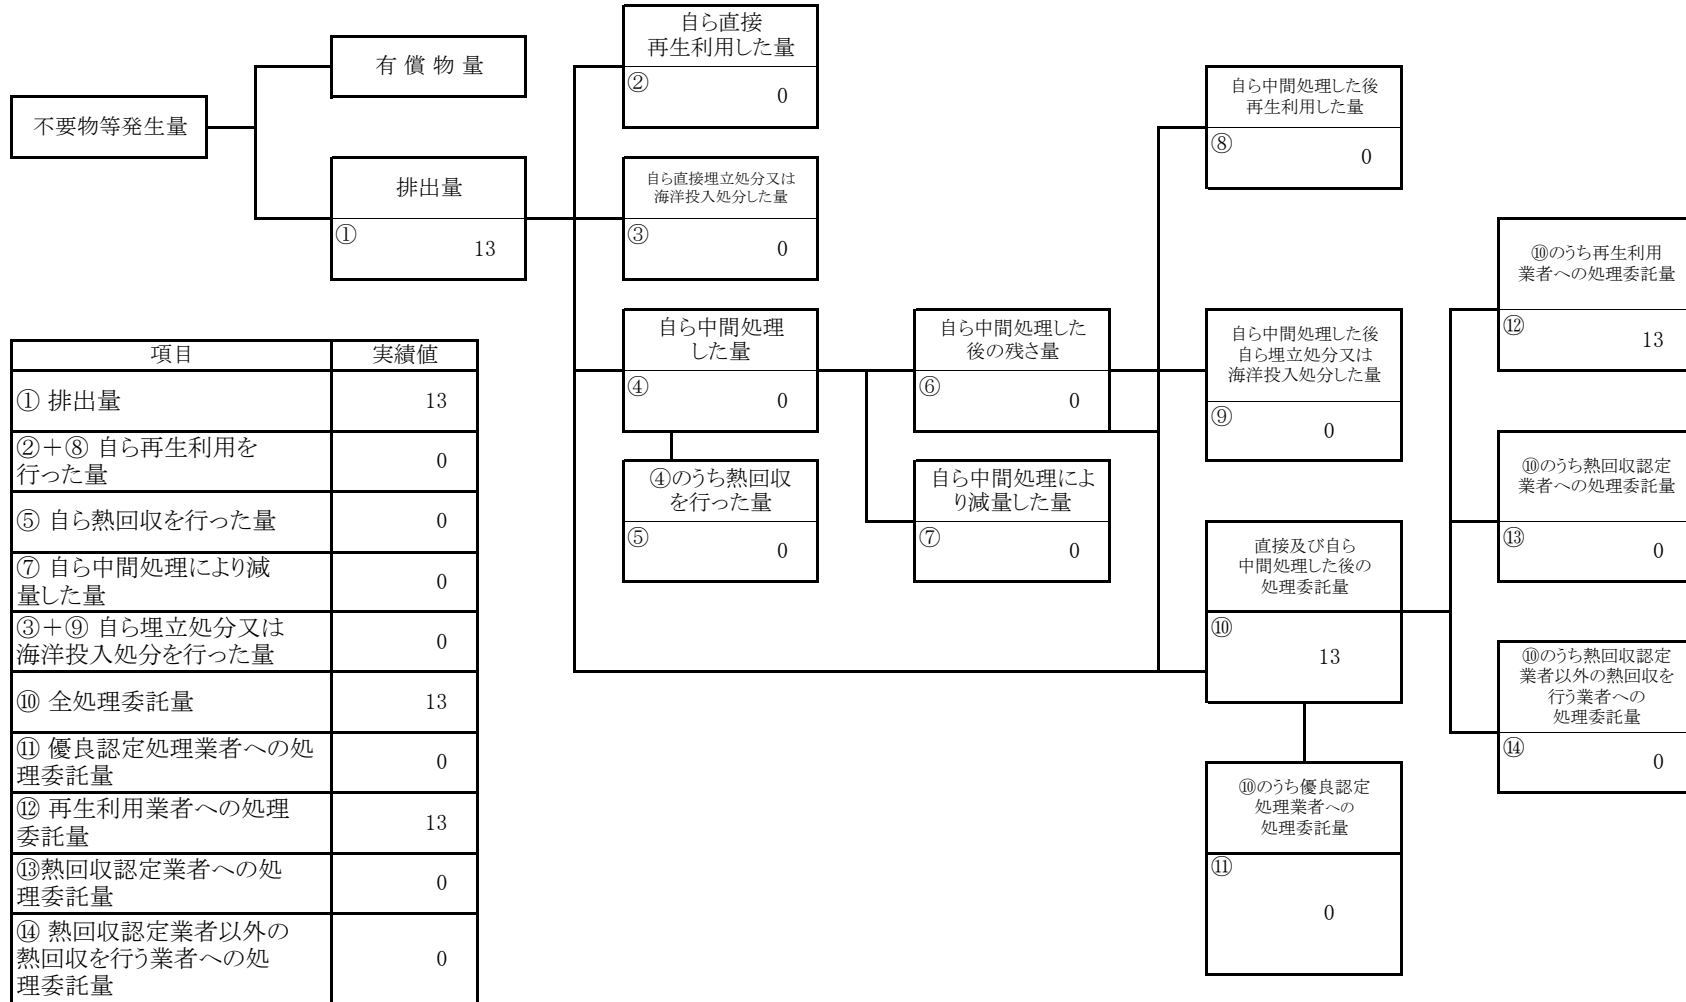 不要物等発生量
有 償 物 量
排出量
①
13
自ら直接
再生利用した量
②
0
自ら直接埋立処分又は
海洋投入処分した量
③
0
自ら中間処理
した量
④
0
④のうち熱回収
を行った量
⑤
0
自ら中間処理した
後の残さ量
⑥
0
自ら中間処理によ
り減量した量
⑦
0
自ら中間処理した後
再生利用した量
⑧
0
自ら中間処理した後
自ら埋立処分又は
海洋投入処分した量
⑨
0
直接及び自ら
中間処理した後の
処理委託量
⑩
13
⑩のうち優良認定
処理業者への
処理委託量
⑪
0
⑩のうち再生利用
業者への処理委託量
⑫
13
⑩のうち熱回収認定
業者への処理委託量
⑬
0
⑩のうち熱回収認定
業者以外の熱回収を
行う業者への
処理委託量
⑭
0
項目 実績値
① 排出量 13
②＋⑧ 自ら再生利用を
行った量 0
⑤ 自ら熱回収を行った量 0
⑦ 自ら中間処理により減
量した量 0
③＋⑨ 自ら埋立処分又は
海洋投入処分を行った量 0
⑩ 全処理委託量 13
⑪ 優良認定処理業者への処
理委託量 0
⑫ 再生利用業者への処理
委託量 13
⑬熱回収認定業者への処
理委託量 0
⑭ 熱回収認定業者以外の
熱回収を行う業者への処
理委託量 0